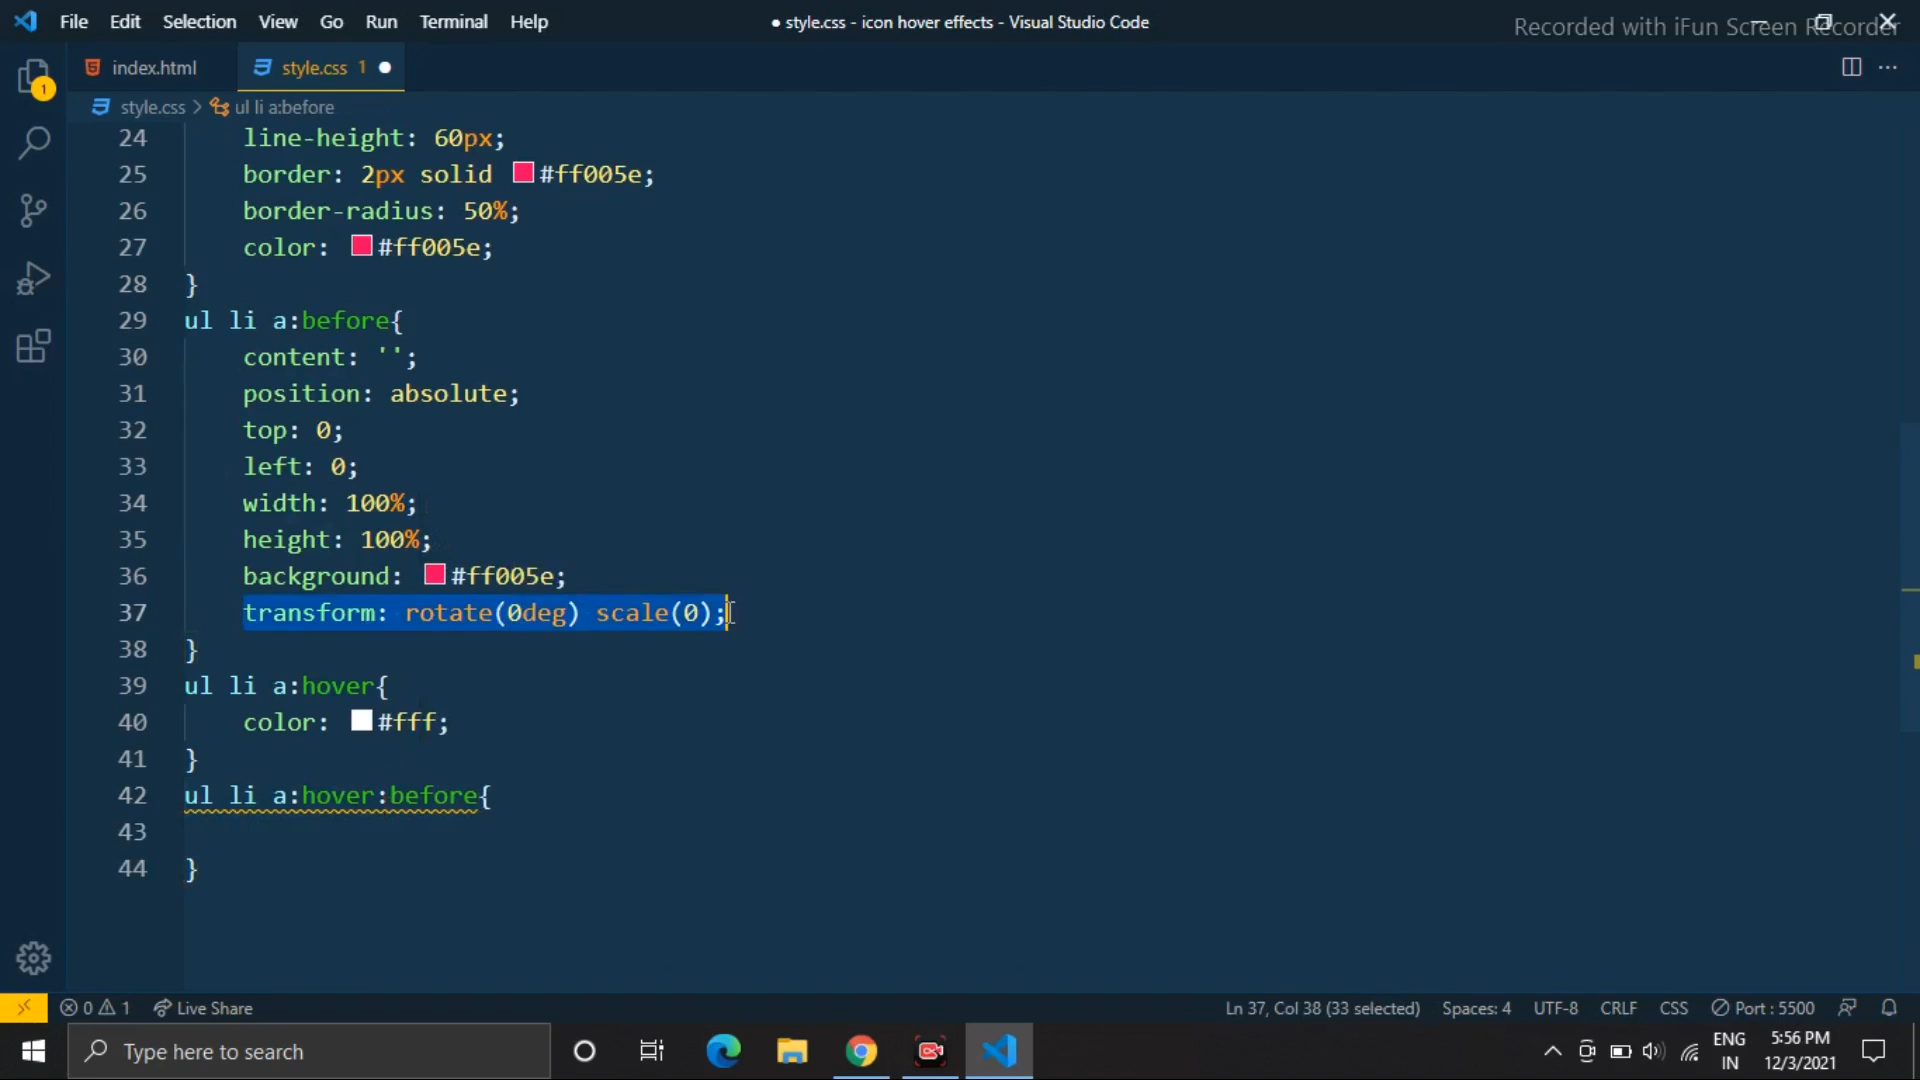 File Edit Selection View Go Run Terminal Help
● style.css - icon hover effects - Visual Studio Code
Recorded with iFun Screen Recorder
index.html
style.css 1
style.css > ul li a:before
1
24 line-height: 60px;
25 border: 2px solid #ff005e;
26 border-radius: 50%;
27 color: #ff005e;
28 }
29 ul li a:before{
30 content: '';
31 position: absolute;
32 top: 0;
33 left: 0;
34 width: 100%;
35 height: 100%;
36 background: #ff005e;
37 transform: rotate(0deg) scale(0);
38 }
39 ul li a:hover{
40 color: #fff;
41 }
42 ul li a:hover:before{
43
44 }
0 1 Live Share
Ln 37, Col 38 (33 selected) Spaces: 4 UTF-8 CRLF CSS Port : 5500
Type here to search
ENG
IN
5:56 PM
12/3/2021